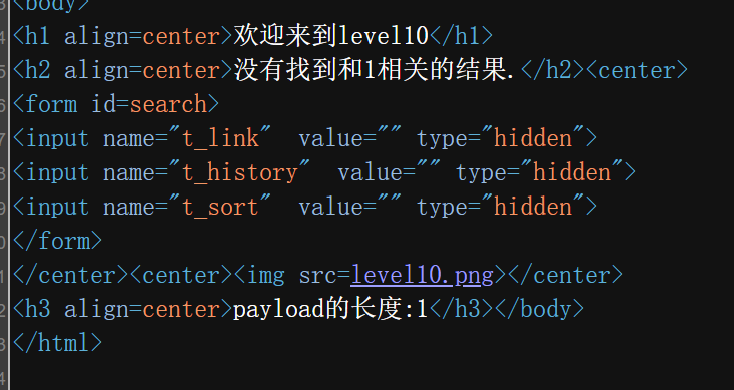 <body>
<h1 align=center>欢迎来到level10</h1>
<h2 align=center>没有找到和1相关的结果.</h2><center>
<form id=search>
<input name="t_link"  value="" type="hidden">
<input name="t_history"  value="" type="hidden">
<input name="t_sort"  value="" type="hidden">
</form>
</center><center><img src=level10.png></center>
<h3 align=center>payload的长度:1</h3></body>
</html>